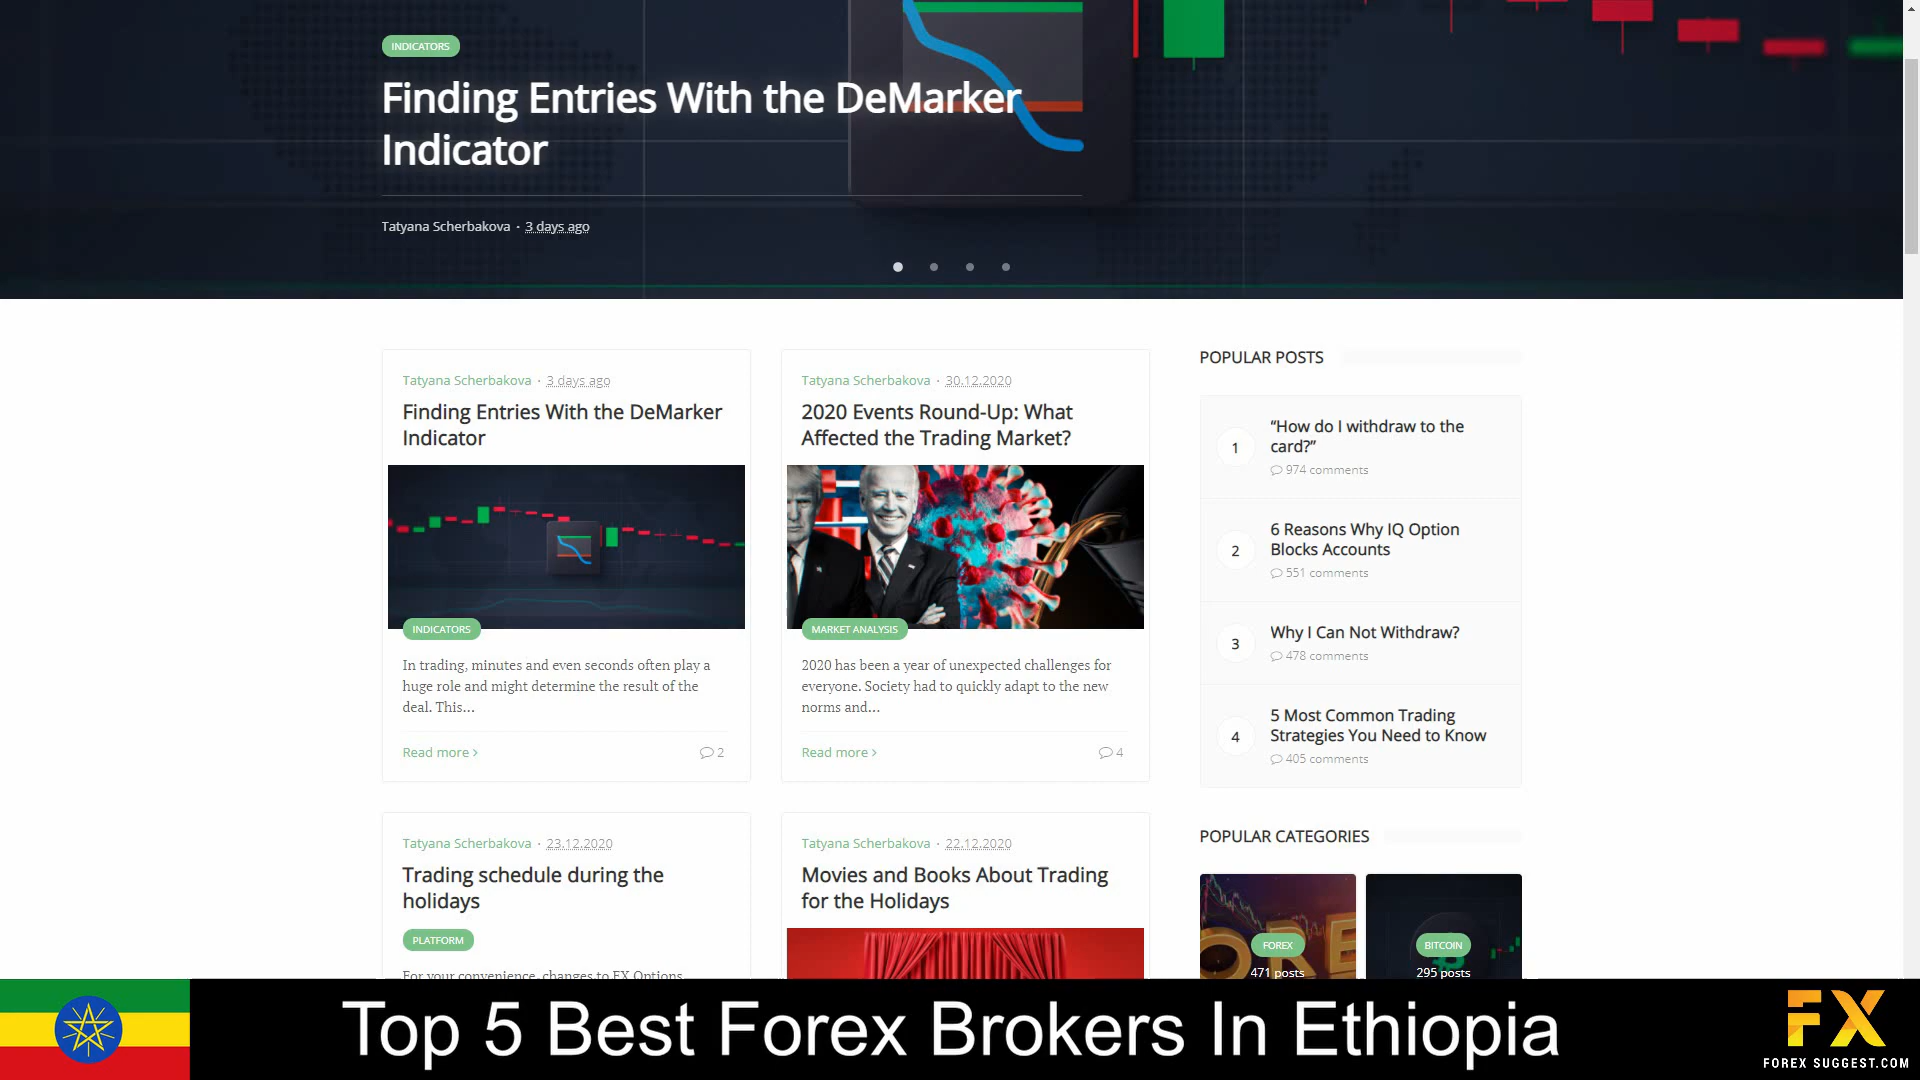 INDICATORS
Finding Entries With the DeMarker
Indicator
Tatyana Scherbakova · 3 days ago
Tatyana Scherbakova · 3 days ago
Finding Entries With the DeMarker
Indicator
INDICATORS
In trading, minutes and even seconds often play a
huge role and might determine the result of the
deal. This...
Read more ›
2
Tatyana Scherbakova · 30.12.2020
2020 Events Round-Up: What
Affected the Trading Market?
MARKET ANALYSIS
2020 has been a year of unexpected challenges for
everyone. Society had to quickly adapt to the new
norms and...
Read more ›
4
Tatyana Scherbakova · 23.12.2020
Trading schedule during the
holidays
PLATFORM
For your convenience, changes to FX Options,
Tatyana Scherbakova · 22.12.2020
Movies and Books About Trading
for the Holidays
POPULAR POSTS
1
“How do I withdraw to the
card?”
974 comments
2
6 Reasons Why IQ Option
Blocks Accounts
551 comments
3
Why I Can Not Withdraw?
478 comments
4
5 Most Common Trading
Strategies You Need to Know
405 comments
POPULAR CATEGORIES
FOREX
471 posts
BITCOIN
295 posts
Top 5 Best Forex Brokers In Ethiopia
FX
FOREX SUGGEST.COM